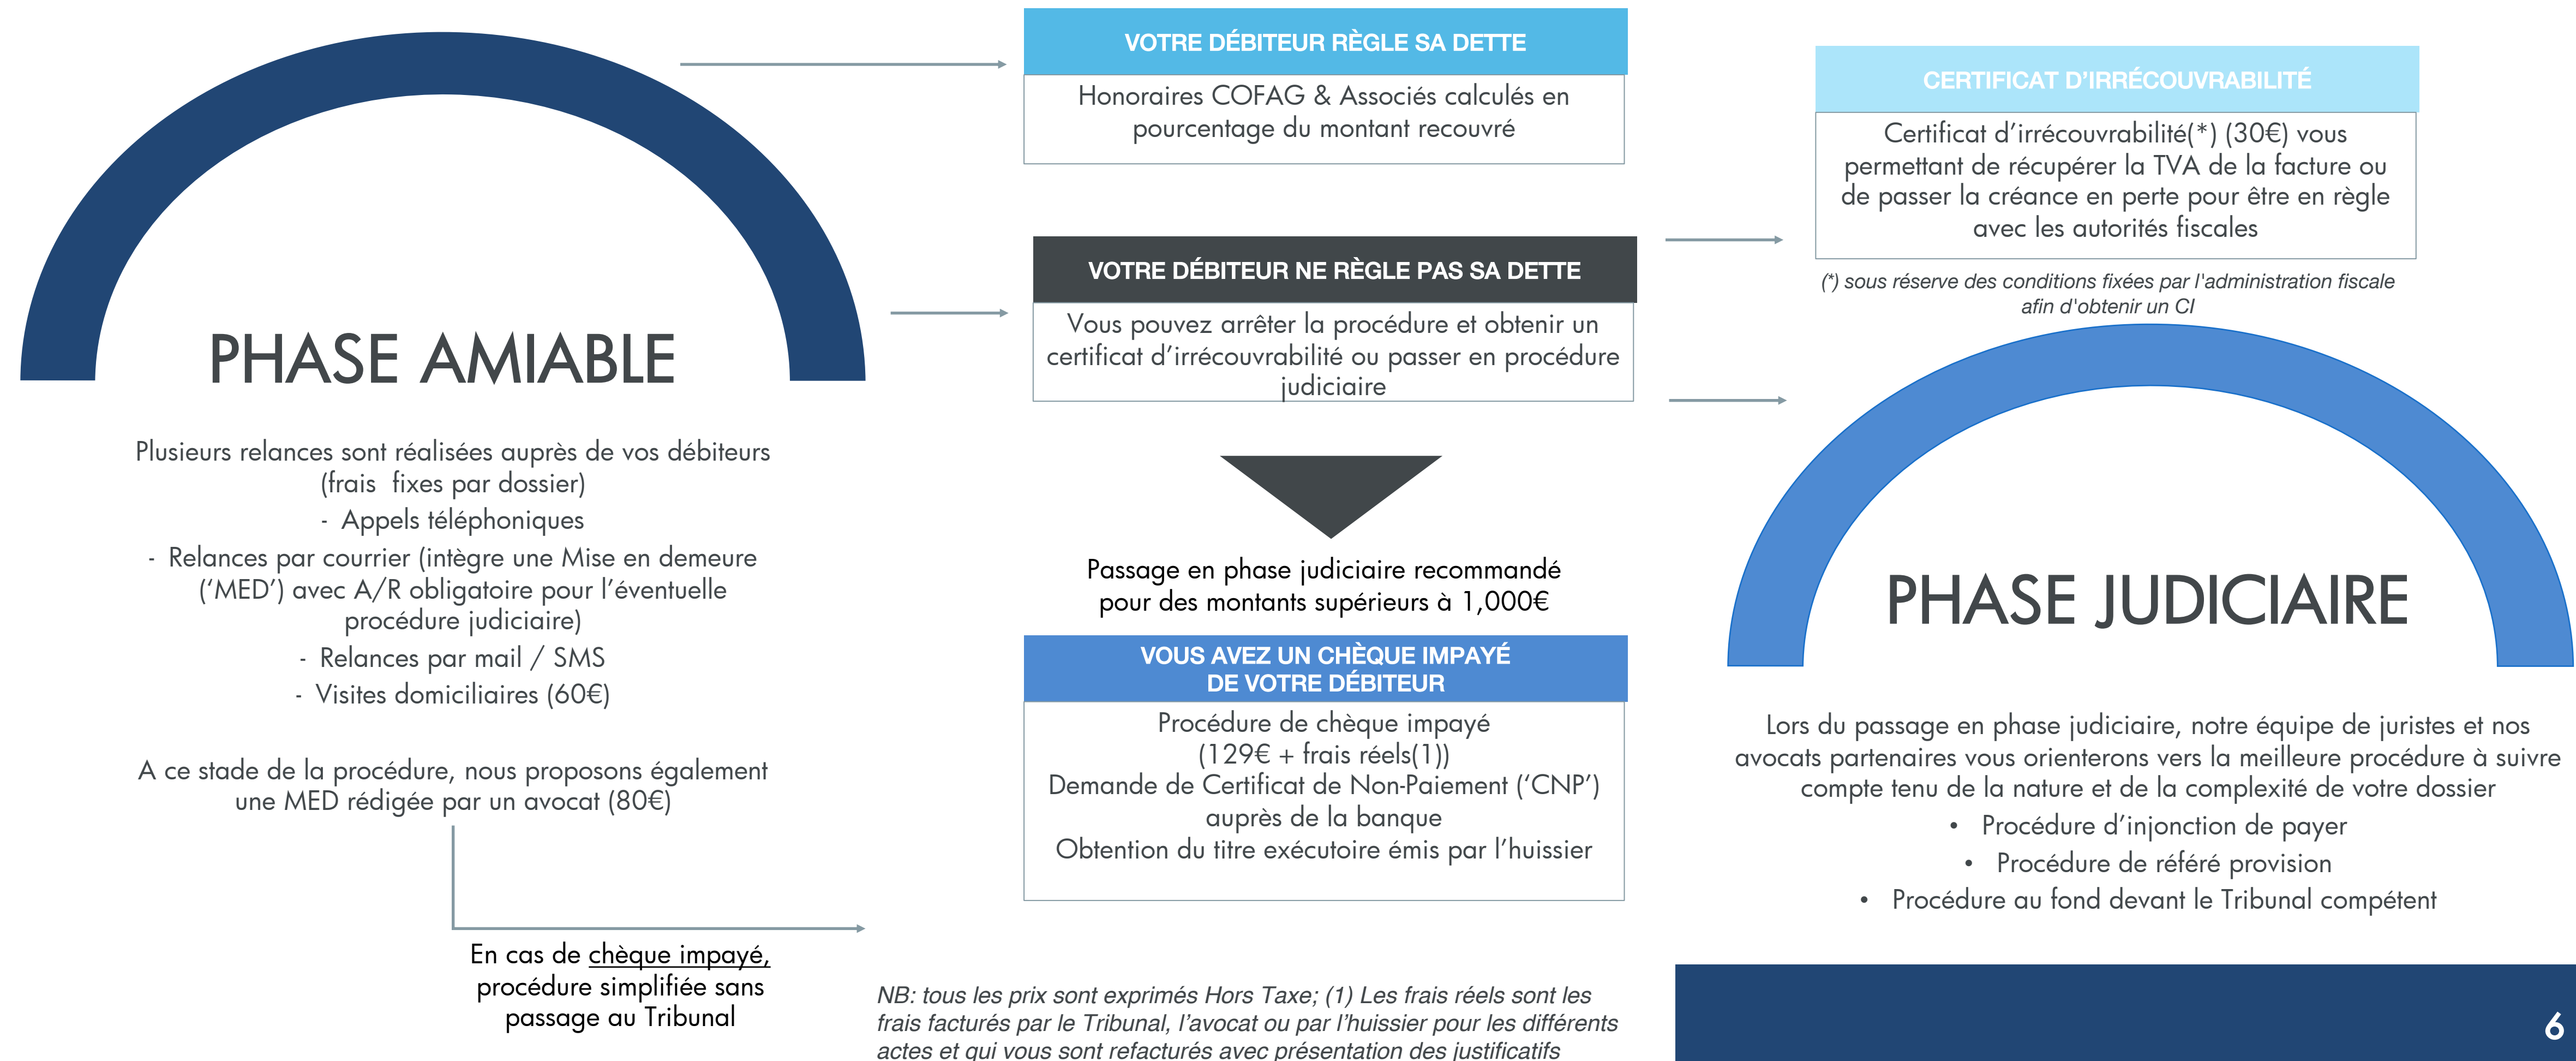 PHASE AMIABLE
Plusieurs relances sont réalisées auprès de vos débiteurs
(frais fixes par dossier)
- Appels téléphoniques
- Relances par courrier (intègre une Mise en demeure
(‘MED’) avec A/R obligatoire pour l’éventuelle
procédure judiciaire)
- Relances par mail / SMS
- Visites domiciliaires (60€)
A ce stade de la procédure, nous proposons également
une MED rédigée par un avocat (80€)
En cas de chèque impayé,
procédure simplifiée sans
passage au Tribunal
VOTRE DÉBITEUR RÈGLE SA DETTE
Honoraires COFAG & Associés calculés en
pourcentage du montant recouvré
VOTRE DÉBITEUR NE RÈGLE PAS SA DETTE
Vous pouvez arrêter la procédure et obtenir un
certificat d’irrécouvrabilité ou passer en procédure
judiciaire
Passage en phase judiciaire recommandé
pour des montants supérieurs à 1,000€
VOUS AVEZ UN CHÈQUE IMPAYÉ
DE VOTRE DÉBITEUR
Procédure de chèque impayé
(129€ + frais réels(1))
Demande de Certificat de Non-Paiement (‘CNP’)
auprès de la banque
Obtention du titre exécutoire émis par l’huissier
NB: tous les prix sont exprimés Hors Taxe; (1) Les frais réels sont les
frais facturés par le Tribunal, l’avocat ou par l’huissier pour les différents
actes et qui vous sont refacturés avec présentation des justificatifs
CERTIFICAT D’IRRÉCOUVRABILITÉ
Certificat d’irrécouvrabilité(*) (30€) vous
permettant de récupérer la TVA de la facture ou
de passer la créance en perte pour être en règle
avec les autorités fiscales
(*) sous réserve des conditions fixées par l'administration fiscale
afin d'obtenir un CI
PHASE JUDICIAIRE
Lors du passage en phase judiciaire, notre équipe de juristes et nos
avocats partenaires vous orienterons vers la meilleure procédure à suivre
compte tenu de la nature et de la complexité de votre dossier
• Procédure d’injonction de payer
• Procédure de référé provision
• Procédure au fond devant le Tribunal compétent
6